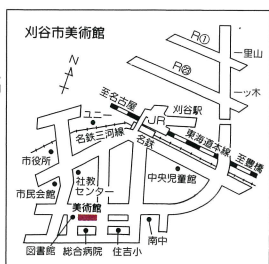 刈谷市美術館
R①
一里山
R㉓
一ッ木
N
至名古屋
ユニー
JR
刈谷駅
名鉄三河線
名鉄
東海道本線
至豊橋
市役所
社教
センター
中央児童館
市民会館
美術館
図書館
総合病院
住吉小
南中